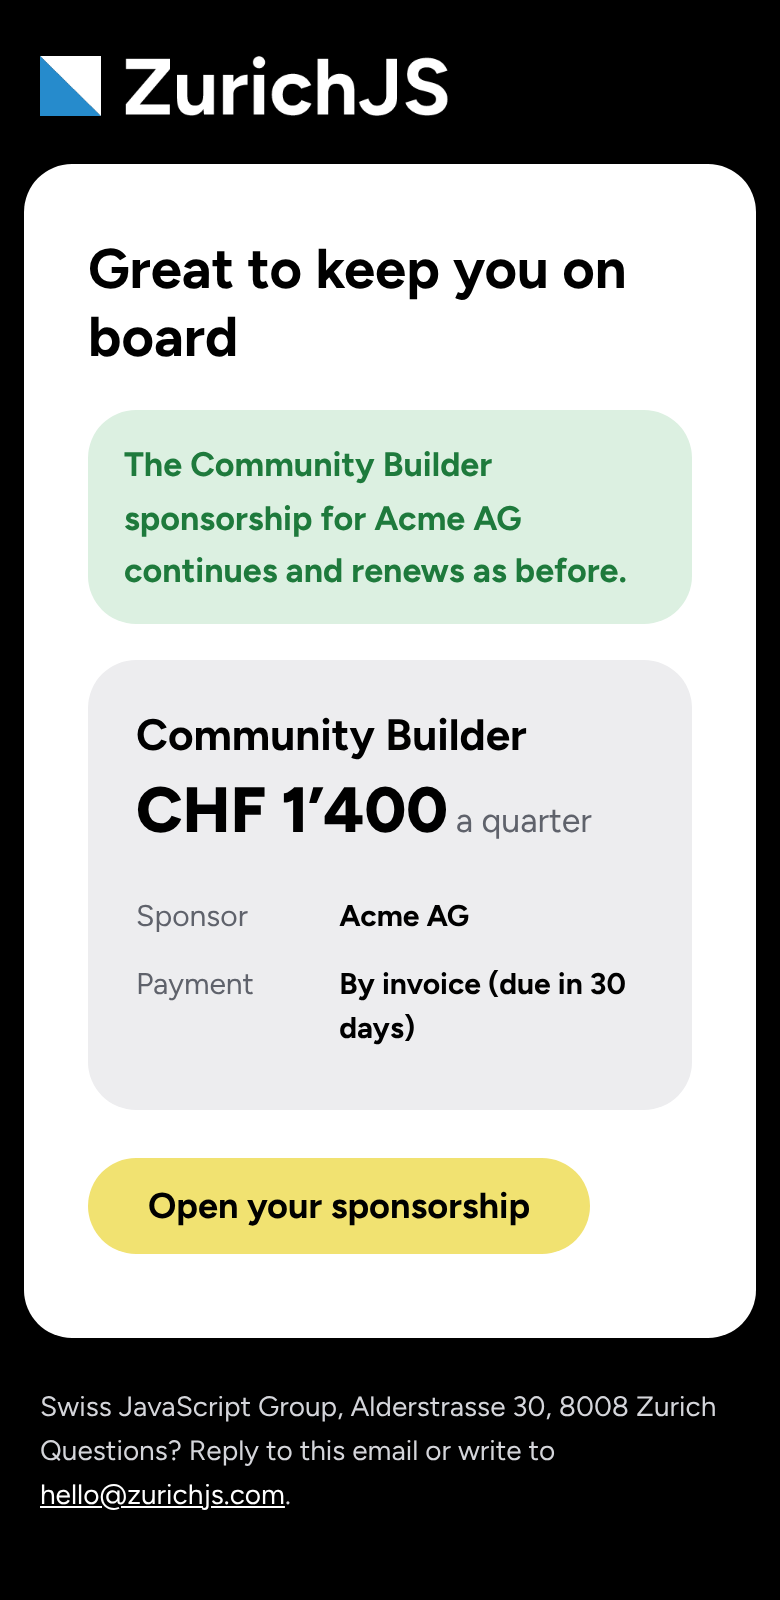 ZurichJS
Great to keep you on
board
The Community Builder
sponsorship for Acme AG
continues and renews as before.
Community Builder
CHF 1’400 a quarter
Sponsor Acme AG
Payment By invoice (due in 30
days)
Open your sponsorship
Swiss JavaScript Group, Alderstrasse 30, 8008 Zurich
Questions? Reply to this email or write to
hello@zurichjs.com.